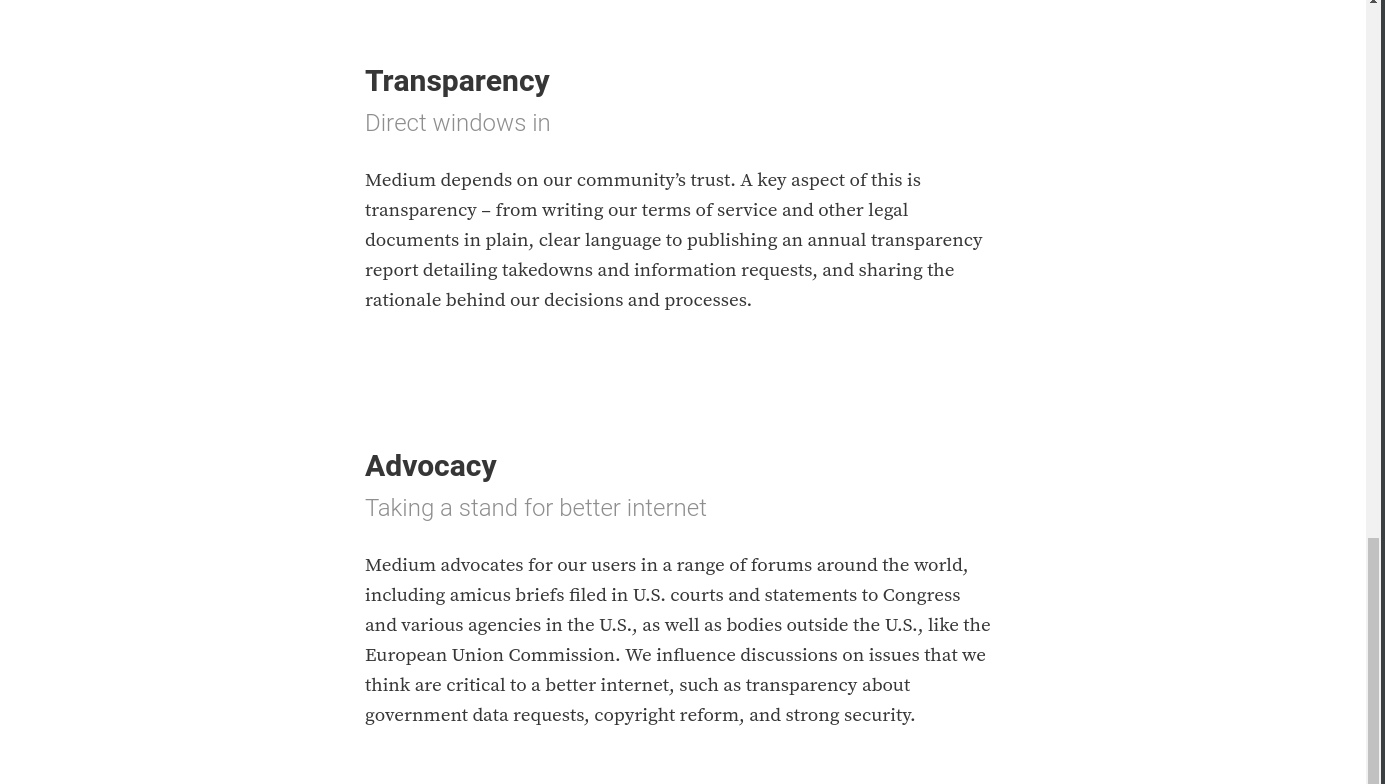 Transparency
Direct windows in
Medium depends on our community’s trust. A key aspect of this is
transparency – from writing our terms of service and other legal
documents in plain, clear language to publishing an annual transparency
report detailing takedowns and information requests, and sharing the
rationale behind our decisions and processes.
Advocacy
Taking a stand for better internet
Medium advocates for our users in a range of forums around the world,
including amicus briefs filed in U.S. courts and statements to Congress
and various agencies in the U.S., as well as bodies outside the U.S., like the
European Union Commission. We influence discussions on issues that we
think are critical to a better internet, such as transparency about
government data requests, copyright reform, and strong security.